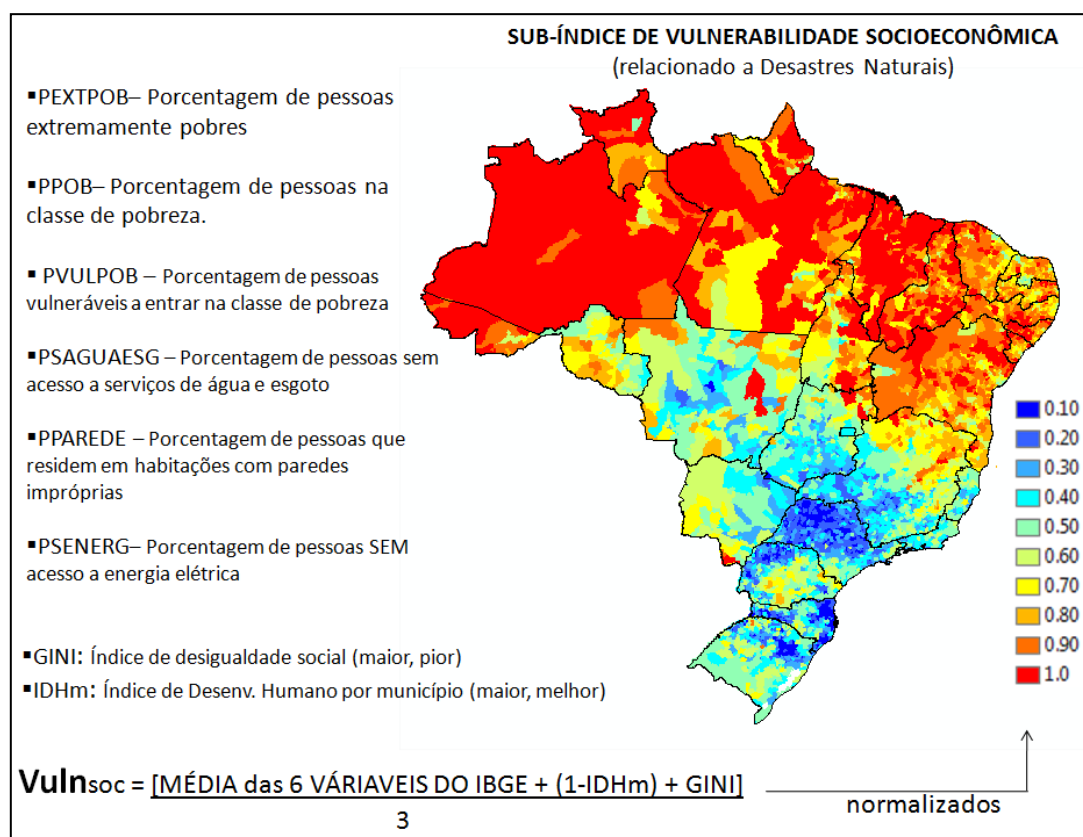 SUB-ÍNDICE DE VULNERABILIDADE SOCIOECONÔMICA
(relacionado a Desastres Naturais)
▪PEXTPOB– Porcentagem de pessoas
extremamente pobres
▪PPOB– Porcentagem de pessoas na
classe de pobreza.
▪ PVULPOB – Porcentagem de pessoas
vulneráveis a entrar na classe de pobreza
▪PSAGUAESG – Porcentagem de pessoas sem
acesso a serviços de água e esgoto
▪PPAREDE – Porcentagem de pessoas que
residem em habitações com paredes
impróprias
▪PSENERG– Porcentagem de pessoas SEM
acesso a energia elétrica
▪GINI: Índice de desigualdade social (maior, pior)
▪IDHm: Índice de Desenv. Humano por município (maior, melhor)
0.10
0.20
0.30
0.40
0.50
0.60
0.70
0.80
0.90
1.0
Vulnsoc = [MÉDIA das 6 VÁRIAVEIS DO IBGE + (1-IDHm) + GINI]
3
normalizados